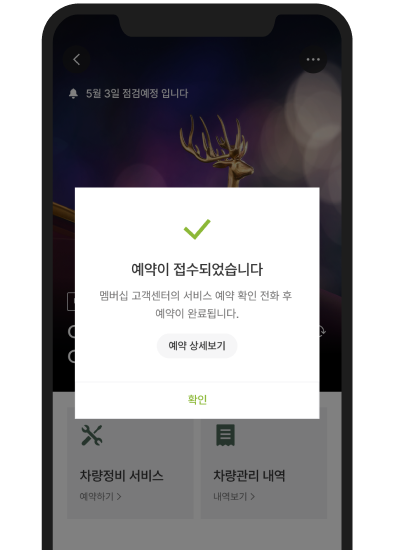 5월 3일 점검예정 입니다
예약이 접수되었습니다
멤버십 고객센터의 서비스 예약 확인 전화 후
예약이 완료됩니다.
예약 상세보기
확인
차량정비 서비스
예약하기 >
차량관리 내역
내역보기 >